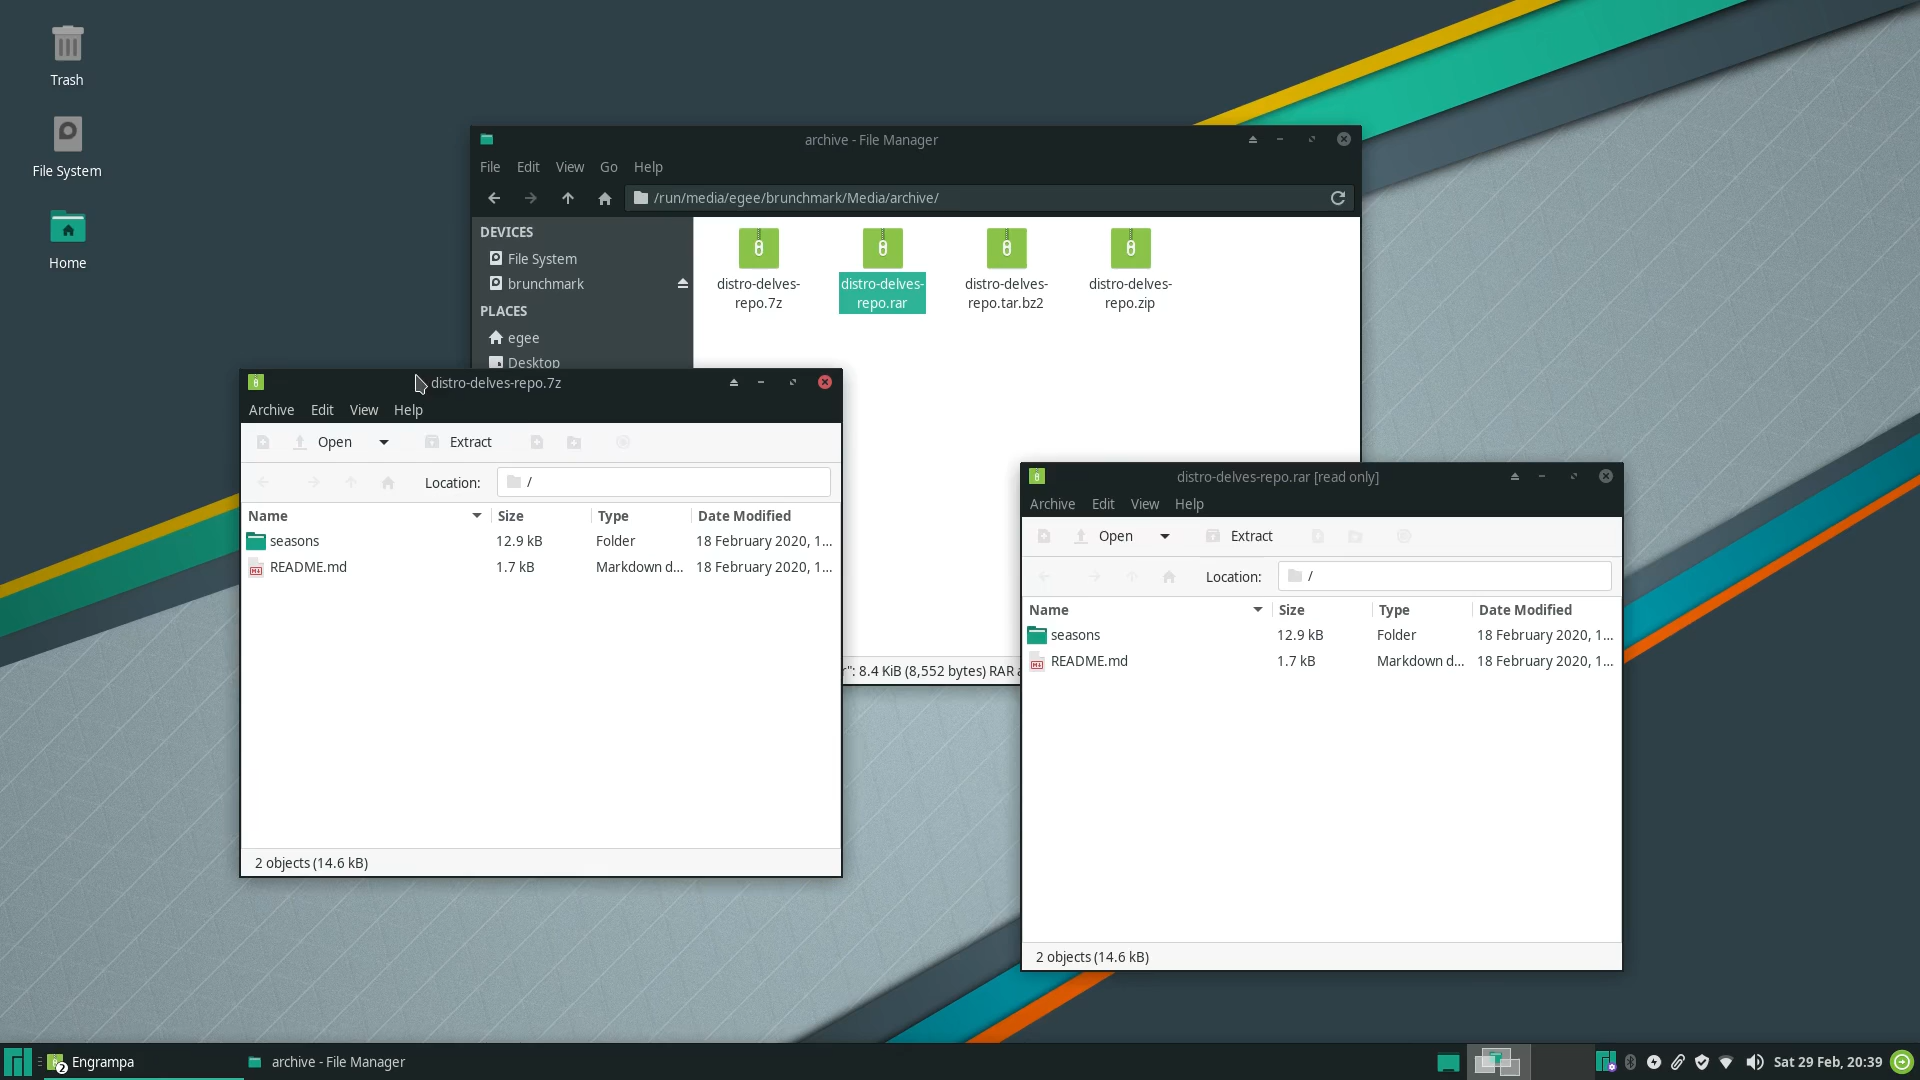 Trash
File System
Home
archive - File Manager
File Edit View Go Help
/run/media/egee/brunchmark/Media/archive/
DEVICES
File System
brunchmark
PLACES
egee
Desktop
distro-delves-
repo.7z
distro-delves-
repo.rar
distro-delves-
repo.tar.bz2
distro-delves-
repo.zip
": 8.4 KiB (8,552 bytes) RAR
distro-delves-repo.7z
Archive Edit View Help
Open Extract
Location: /
Name Size Type Date Modified
seasons 12.9 kB Folder 18 February 2020, 1...
README.md 1.7 kB Markdown d... 18 February 2020, 1...
2 objects (14.6 kB)
distro-delves-repo.rar [read only]
Archive Edit View Help
Open Extract
Location: /
Name Size Type Date Modified
seasons 12.9 kB Folder 18 February 2020, 1...
README.md 1.7 kB Markdown d... 18 February 2020, 1...
2 objects (14.6 kB)
2 Engrampa
archive - File Manager
Sat 29 Feb, 20:39